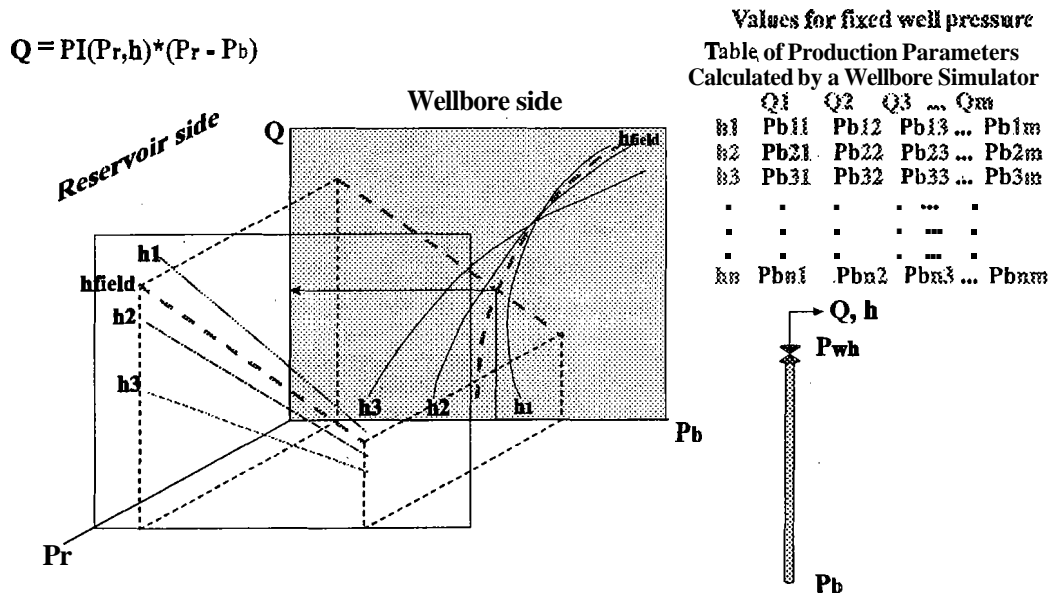 Q = PI(Pr,h)*(Pr - Pb)
Reservoir side
Wellbore side
Q
hfield
h3
h2
h1
Pb
h1
hfield
h2
h3
Pr
Values for fixed well pressure
Table of Production Parameters
Calculated by a Wellbore Simulator
Q1 Q2 Q3 ... Qm
h1 Pb11 Pb12 Pb13 ... Pb1m
h2 Pb21 Pb22 Pb23 ... Pb2m
h3 Pb31 Pb32 Pb33 ... Pb3m
. . . . ... .
. . . . ... .
. . . . ... .
hn Pbn1 Pbn2 Pbn3 ... Pbnm
Q, h
Pwh
Pb